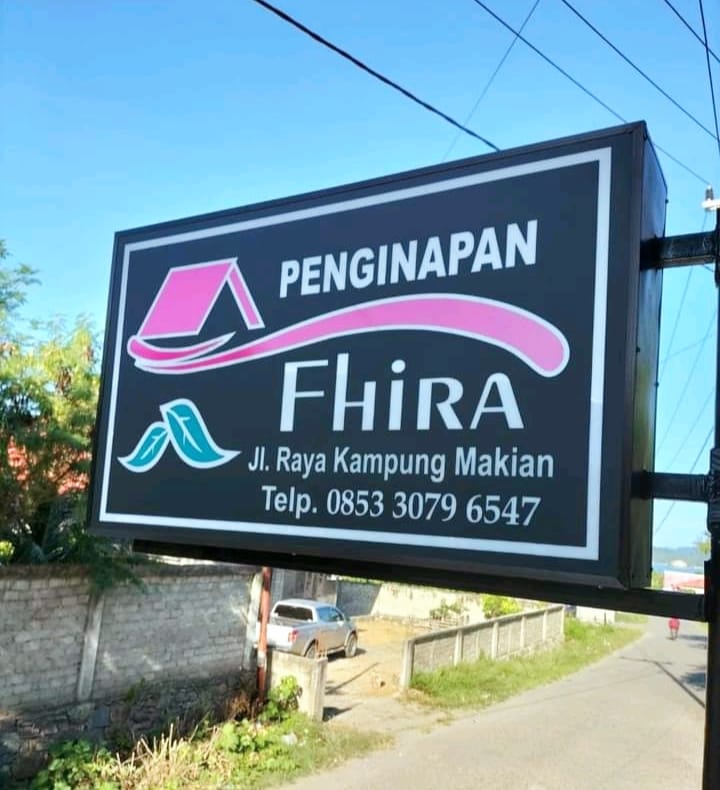 PENGINAPAN
FhiRA
Jl. Raya Kampung Makian
Telp. 0853 3079 6547